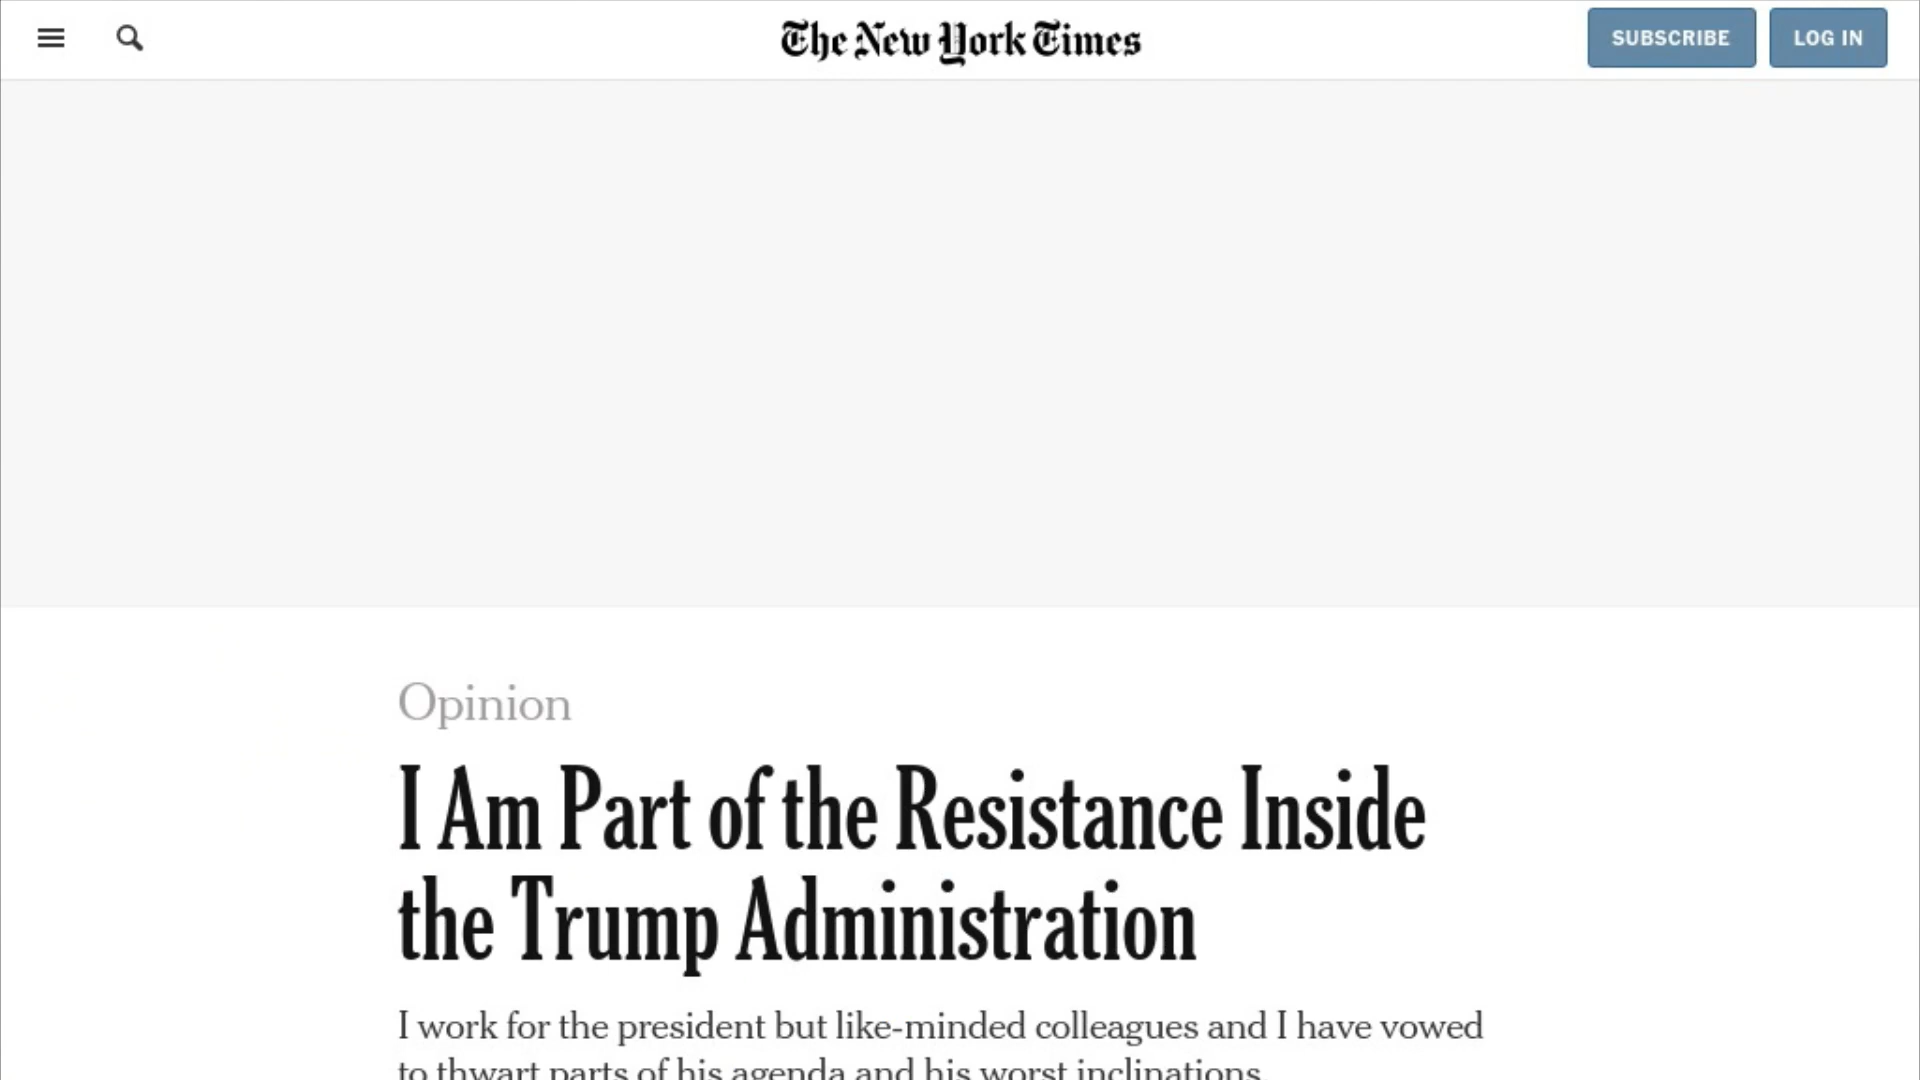 The New York Times
SUBSCRIBE
LOG IN
Opinion
I Am Part of the Resistance Inside
the Trump Administration
I work for the president but like-minded colleagues and I have vowed
to thwart parts of his agenda and his worst inclinations.